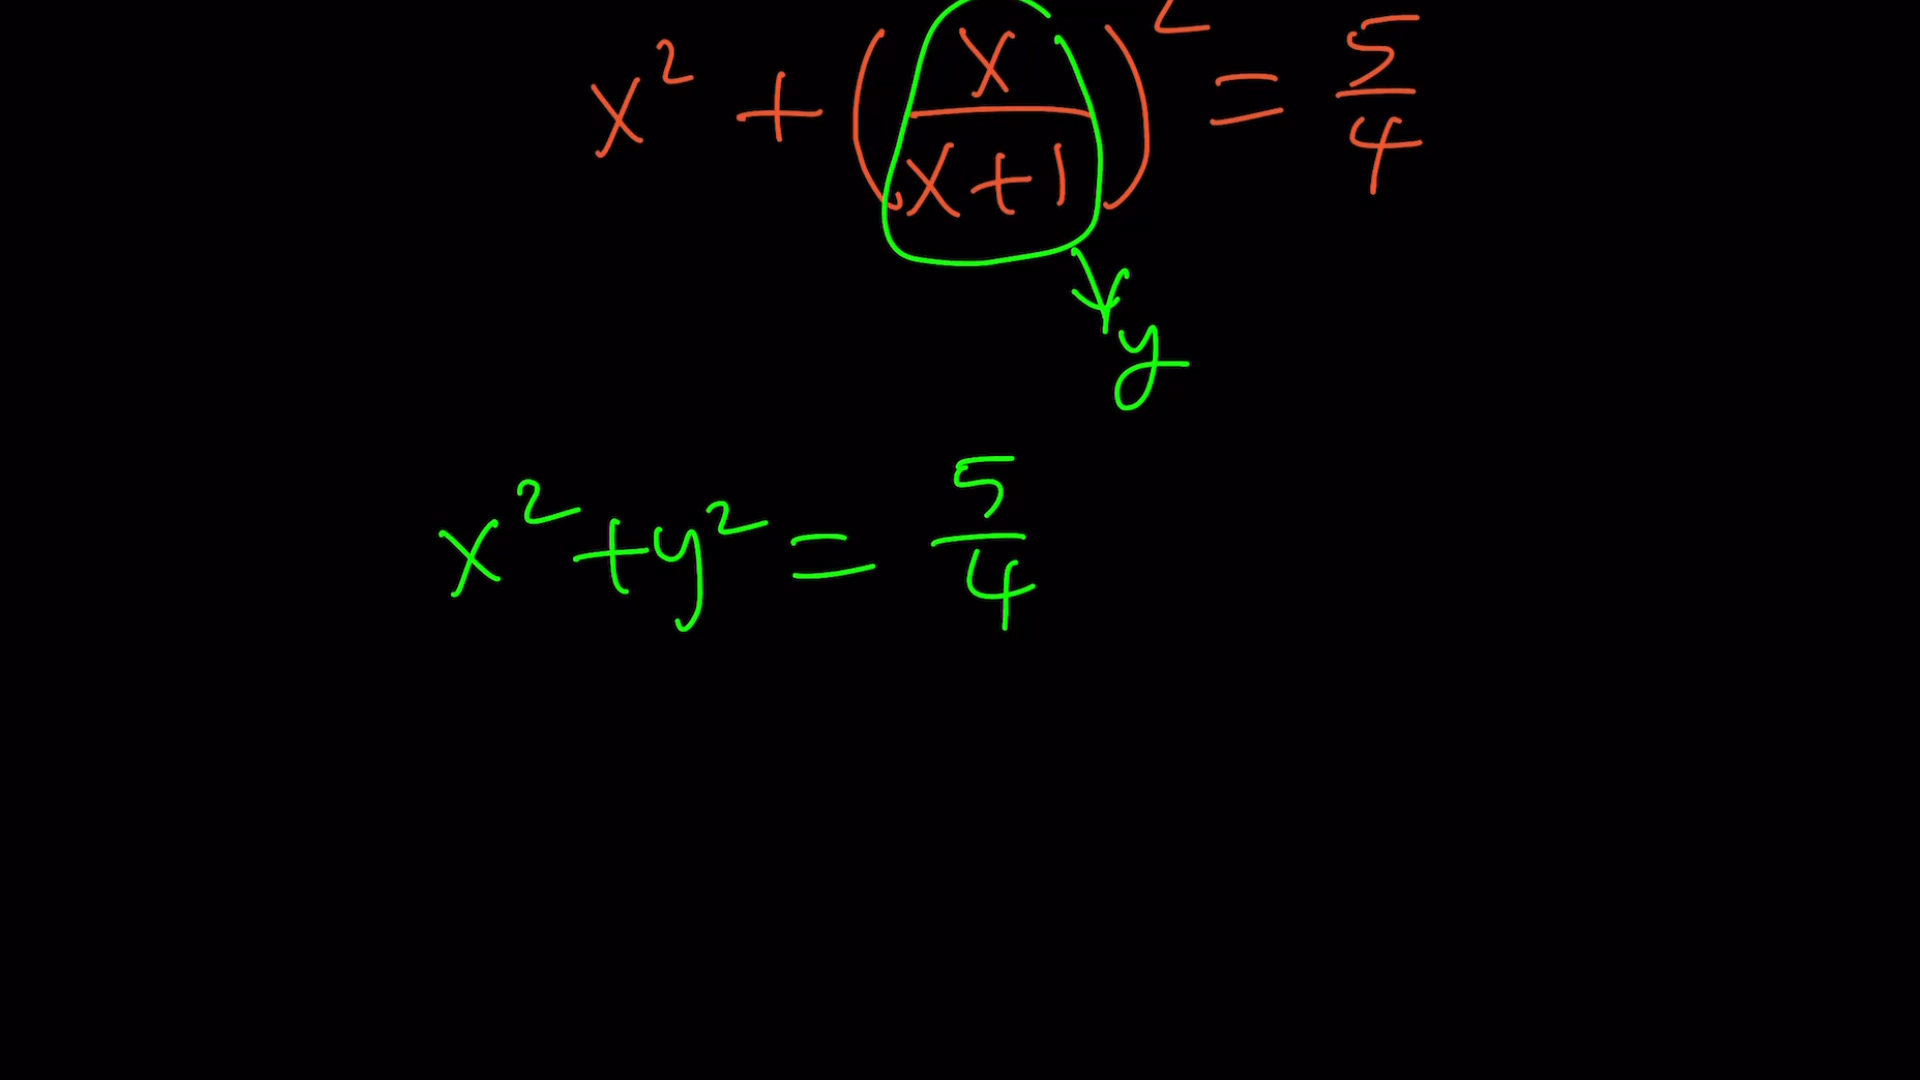 x² + (x/(x+1))² = 5/4
y
x² + y² = 5/4